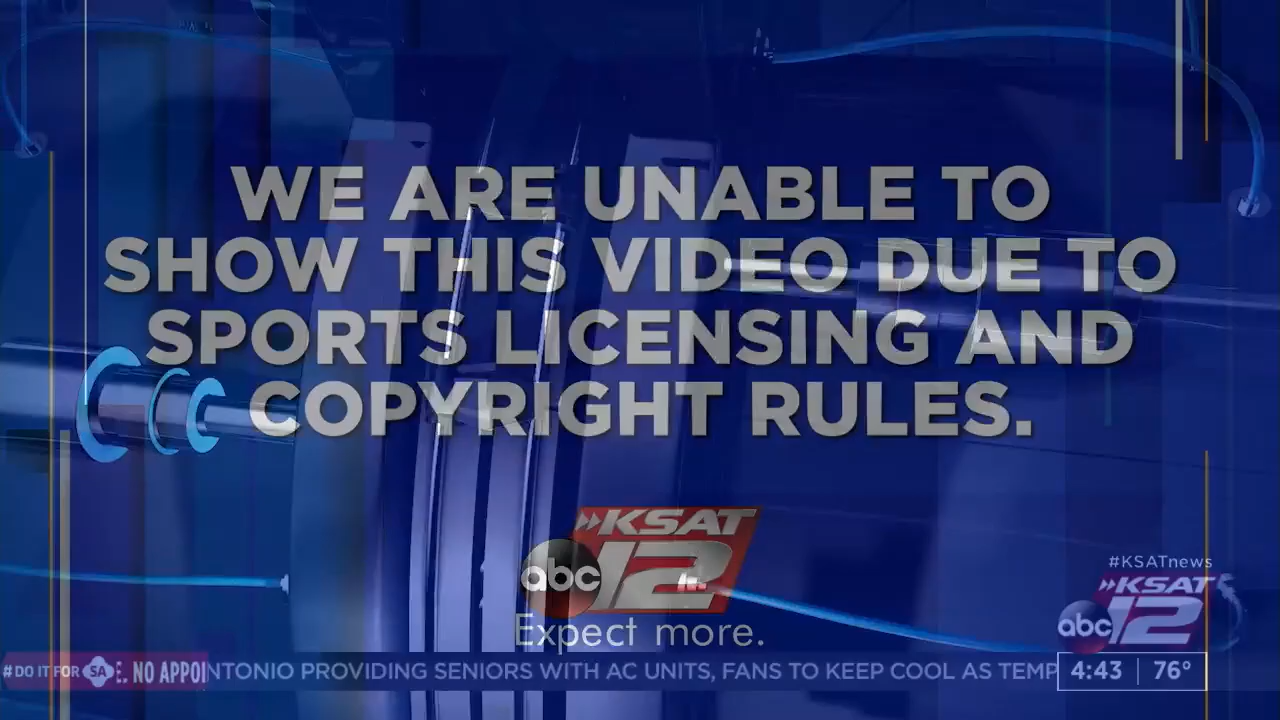 WE ARE UNABLE TO
SHOW THIS VIDEO DUE TO
SPORTS LICENSING AND
COPYRIGHT RULES.
KSAT
abc 12
Expect more.
#KSATnews
KSAT
abc 12
#DO IT FOR SA E. NO APPOI NTONIO PROVIDING SENIORS WITH AC UNITS, FANS TO KEEP COOL AS TEMP 4:43 76°